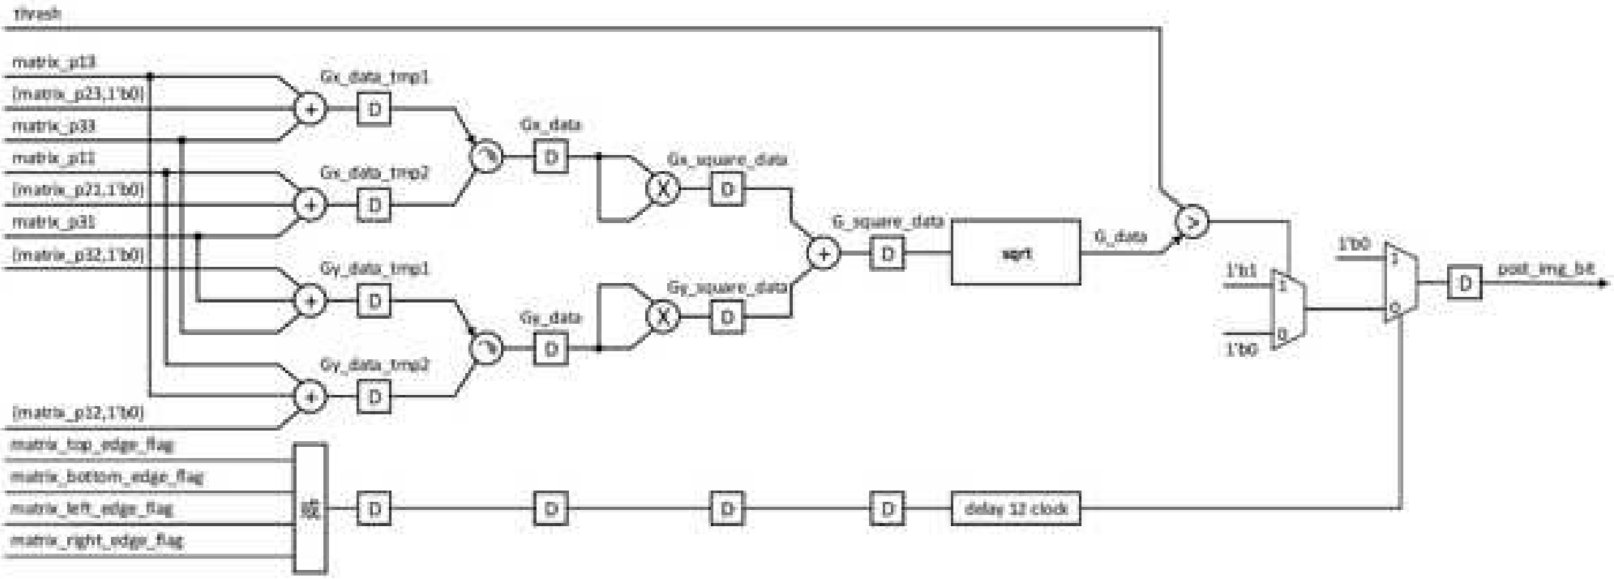 thresh
matrix_p13
{matrix_p23,1'b0}
matrix_p33
matrix_p11
{matrix_p21,1'b0}
matrix_p31
{matrix_p32,1'b0}
{matrix_p12,1'b0}
matrix_top_edge_flag
matrix_bottom_edge_flag
matrix_left_edge_flag
matrix_right_edge_flag
或
+
+
+
+
Gx_data_tmp1
D
Gx_data_tmp2
D
Gy_data_tmp1
D
Gy_data_tmp2
D
Gx_data
D
Gy_data
D
X
Gx_square_data
D
X
Gy_square_data
D
+
G_square_data
D
sqrt
G_data
>
1'b1
1
1'b0
0
1'b0
1
0
D
post_img_bit
D
D
D
D
delay 12 clock